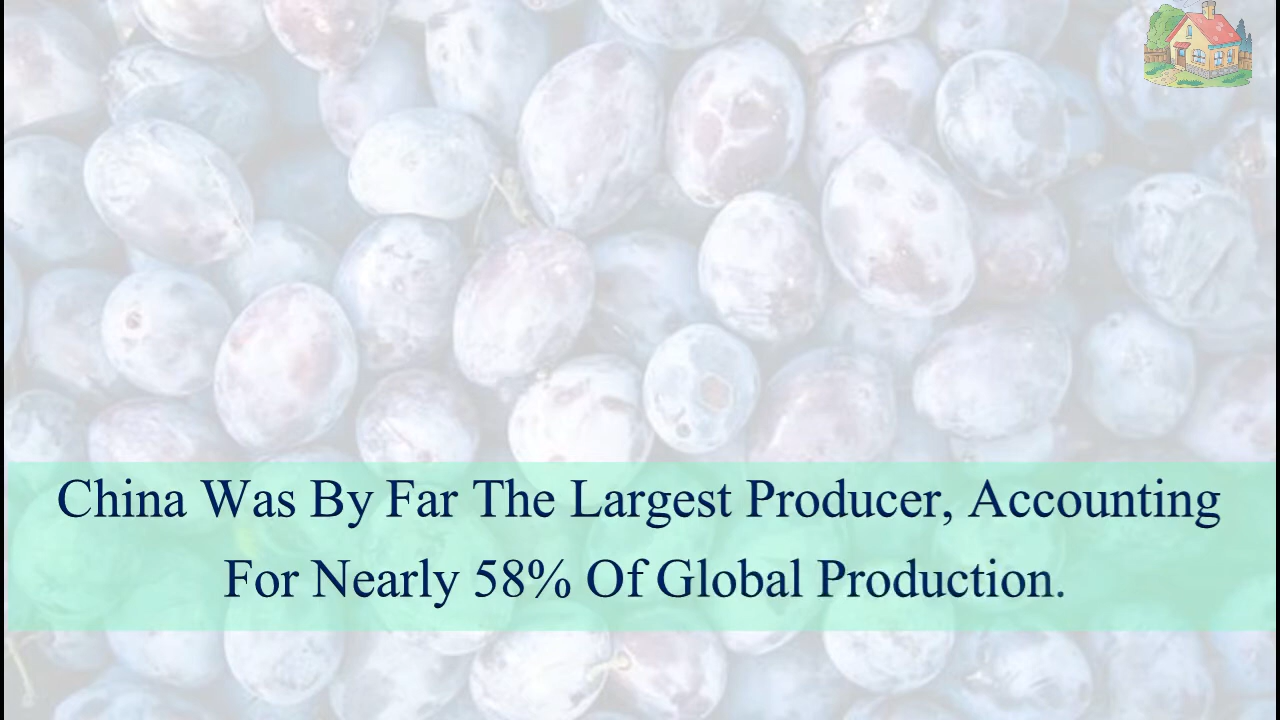 China Was By Far The Largest Producer, Accounting
For Nearly 58% Of Global Production.